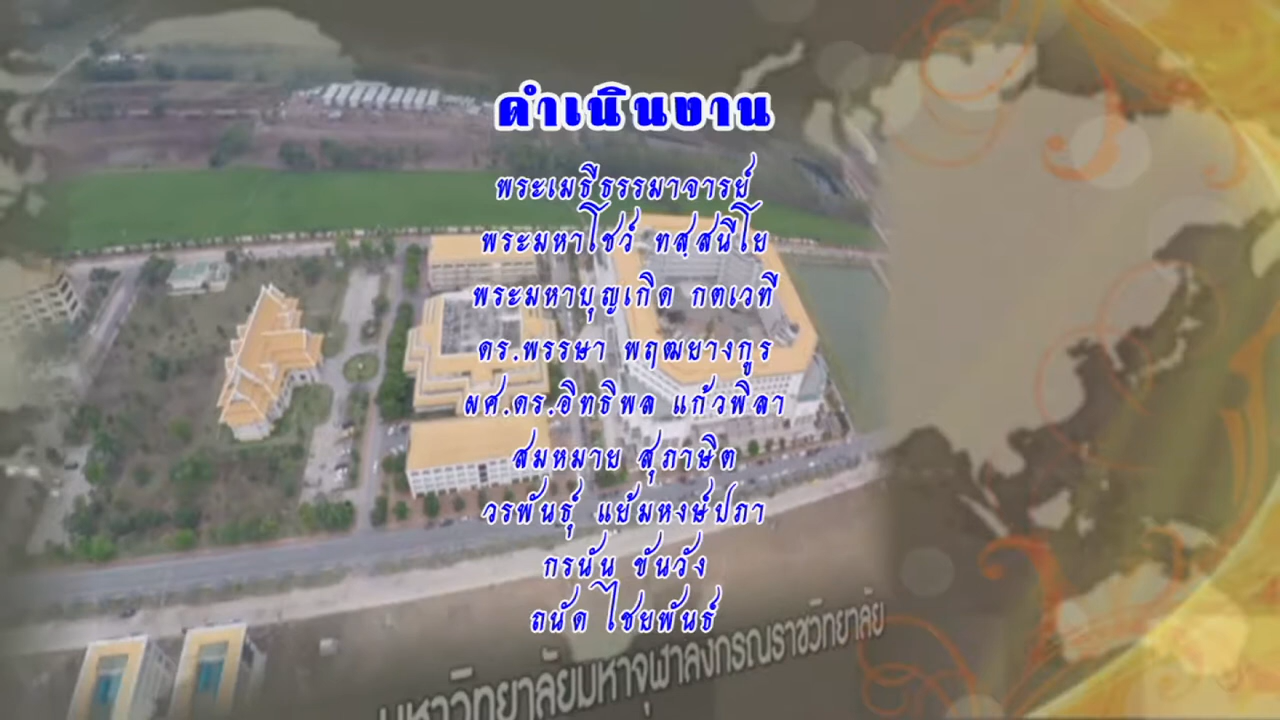 ดำเนินงาน
พระเมธีธรรมาจารย์
พระมหาโชว์ ทสฺสนีโย
พระมหาบุญเกิด กตเวที
ดร.พรรษา พฤฒยางกูร
ผศ.ดร.อิทธิพล แก้วพิลา
สมหมาย สุภาษิต
วรพันธุ์ แย้มหงษ์ปภา
กรนัน ขันวัง
ถนัด ไชยพันธ์
มหาวิทยาลัยมหาจุฬาลงกรณราชวิทยาลัย